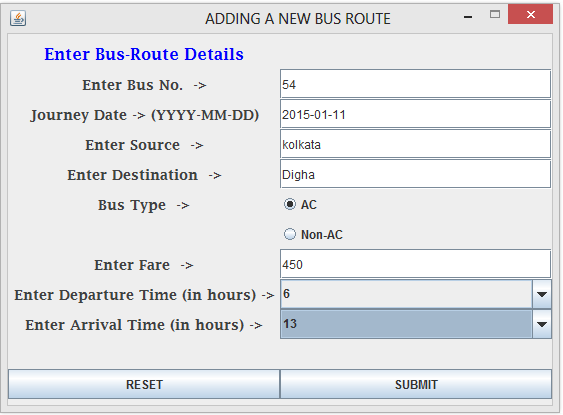 ADDING A NEW BUS ROUTE
Enter Bus-Route Details
Enter Bus No. -> 54
Journey Date -> (YYYY-MM-DD) 2015-01-11
Enter Source -> kolkata
Enter Destination -> Digha
Bus Type -> AC
Non-AC
Enter Fare -> 450
Enter Departure Time (in hours) -> 6
Enter Arrival Time (in hours) -> 13
RESET SUBMIT